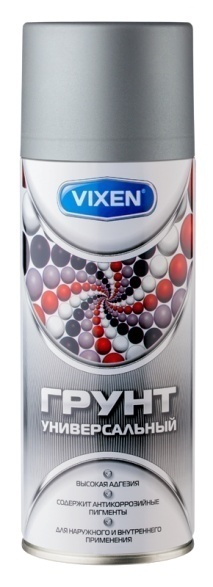 VIXEN®
ГРУНТ
УНИВЕРСАЛЬНЫЙ
ВЫСОКАЯ АДГЕЗИЯ
СОДЕРЖИТ АНТИКОРРОЗИЙНЫЕ
ПИГМЕНТЫ
ДЛЯ НАРУЖНОГО И ВНУТРЕННЕГО
ПРИМЕНЕНИЯ